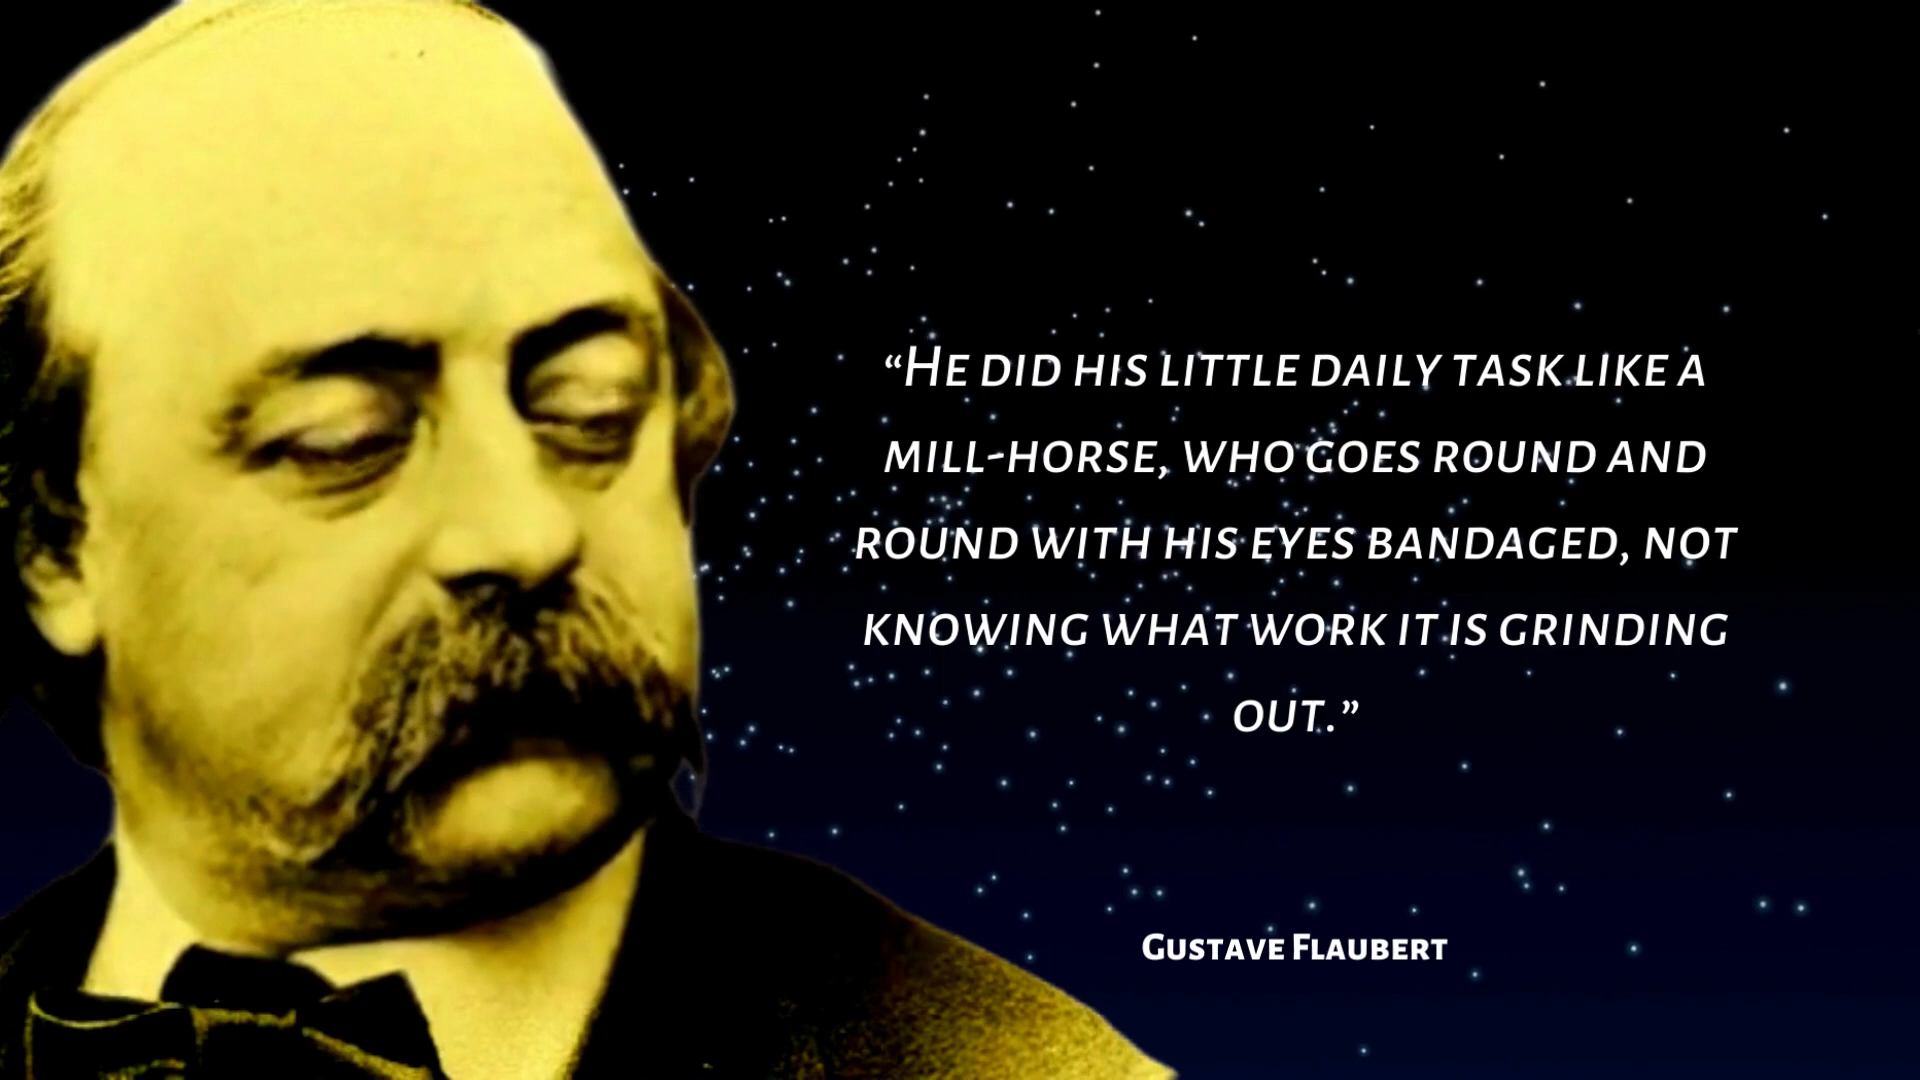 “He did his little daily task like a
mill-horse, who goes round and
round with his eyes bandaged, not
knowing what work it is grinding
out.”
Gustave Flaubert